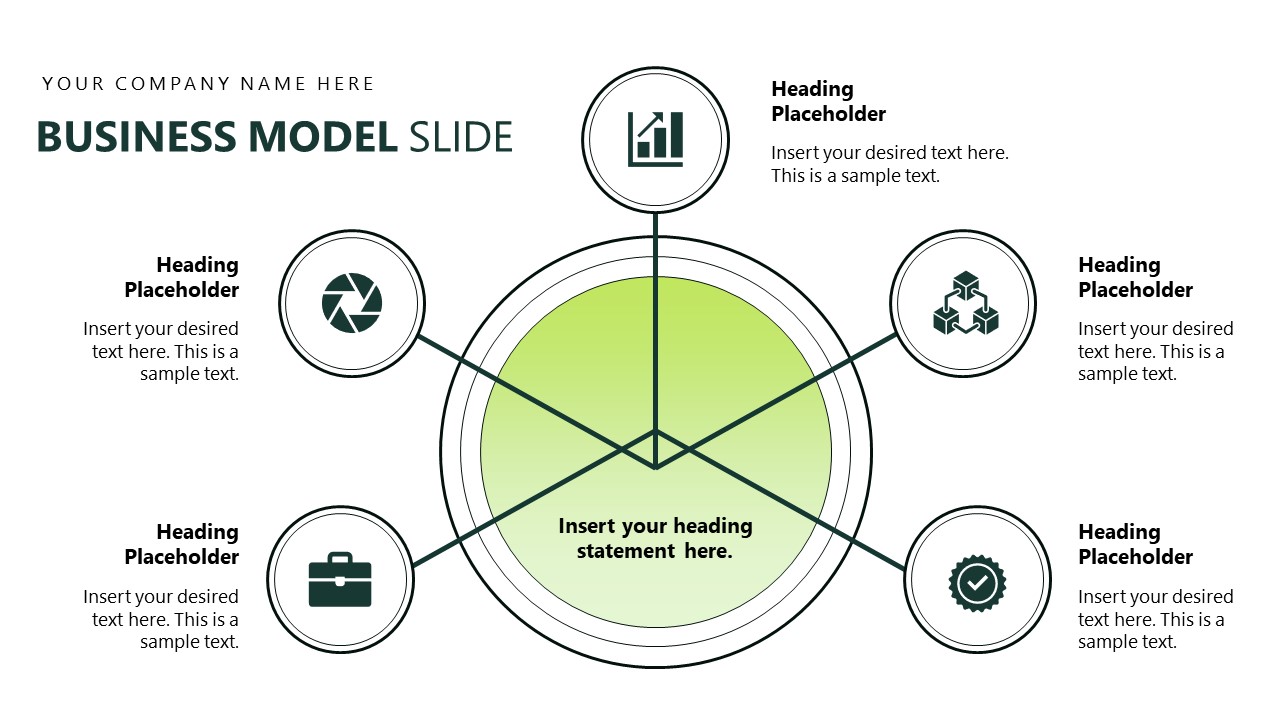 YOUR COMPANY NAME HERE
BUSINESS MODEL SLIDE
Heading
Placeholder
Insert your desired text here.
This is a sample text.
Heading
Placeholder
Insert your desired
text here. This is a
sample text.
Heading
Placeholder
Insert your desired
text here. This is a
sample text.
Insert your heading
statement here.
Heading
Placeholder
Insert your desired
text here. This is a
sample text.
Heading
Placeholder
Insert your desired
text here. This is a
sample text.